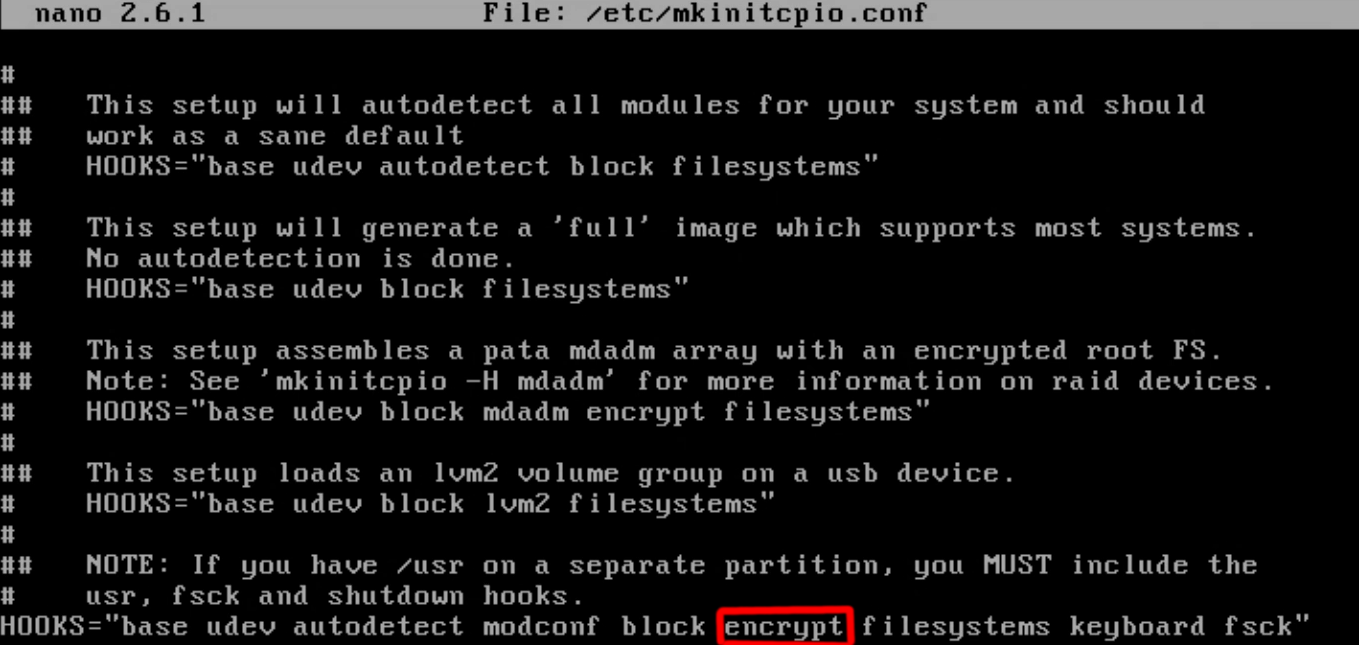 nano 2.6.1 File: /etc/mkinitcpio.conf
#
## This setup will autodetect all modules for your system and should
## work as a sane default
# HOOKS="base udev autodetect block filesystems"
#
## This setup will generate a 'full' image which supports most systems.
## No autodetection is done.
# HOOKS="base udev block filesystems"
#
## This setup assembles a pata mdadm array with an encrypted root FS.
## Note: See 'mkinitcpio -H mdadm' for more information on raid devices.
# HOOKS="base udev block mdadm encrypt filesystems"
#
## This setup loads an lvm2 volume group on a usb device.
# HOOKS="base udev block lvm2 filesystems"
#
## NOTE: If you have /usr on a separate partition, you MUST include the
# usr, fsck and shutdown hooks.
HOOKS="base udev autodetect modconf block encrypt filesystems keyboard fsck"